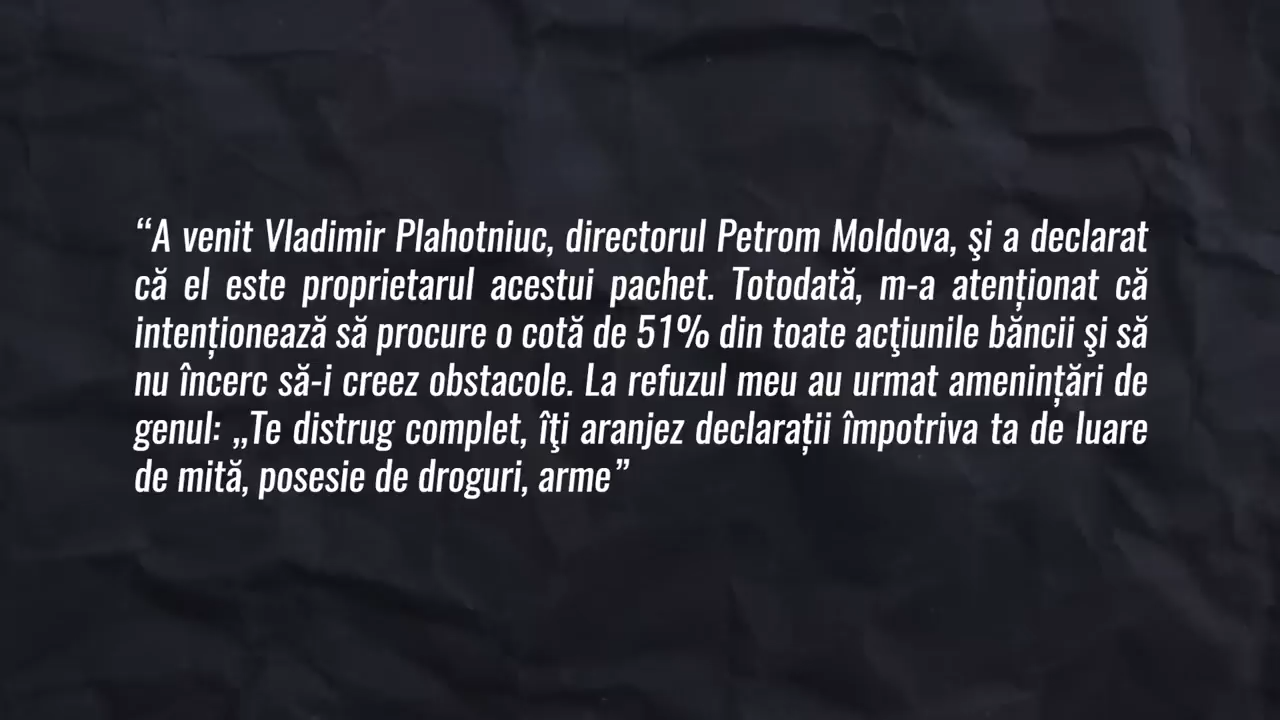 “A venit Vladimir Plahotniuc, directorul Petrom Moldova, şi a declarat
că el este proprietarul acestui pachet. Totodată, m-a atenționat că
intenționează să procure o cotă de 51% din toate acţiunile băncii şi să
nu încerc să-i creez obstacole. La refuzul meu au urmat amenințări de
genul: „Te distrug complet, îţi aranjez declarații împotriva ta de luare
de mită, posesie de droguri, arme”